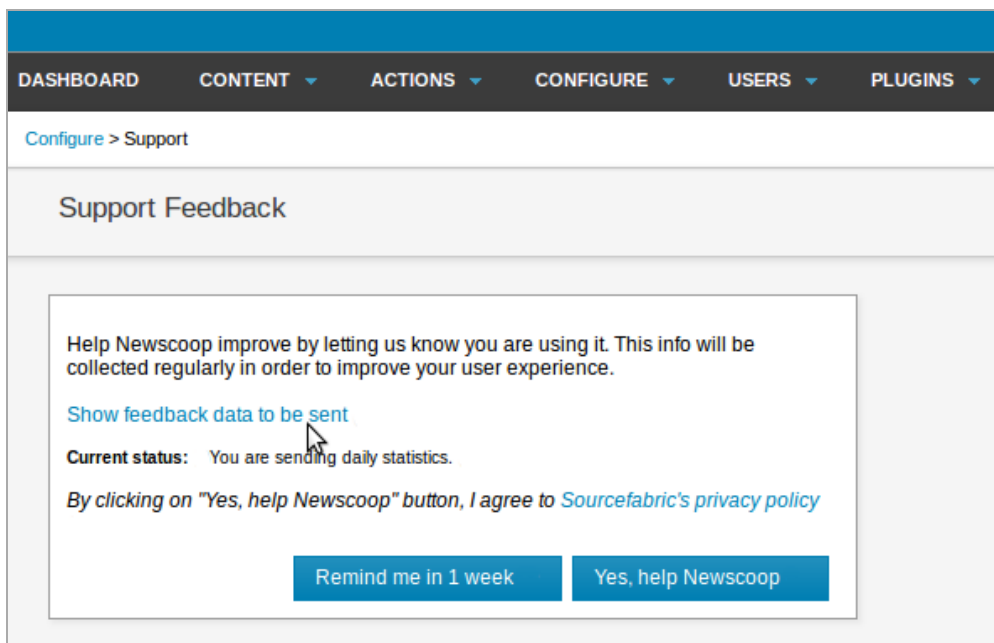 DASHBOARD CONTENT ACTIONS CONFIGURE USERS PLUGINS
Configure > Support
Support Feedback
Help Newscoop improve by letting us know you are using it. This info will be
collected regularly in order to improve your user experience.
Show feedback data to be sent
Current status: You are sending daily statistics.
By clicking on "Yes, help Newscoop" button, I agree to Sourcefabric's privacy policy
Remind me in 1 week Yes, help Newscoop